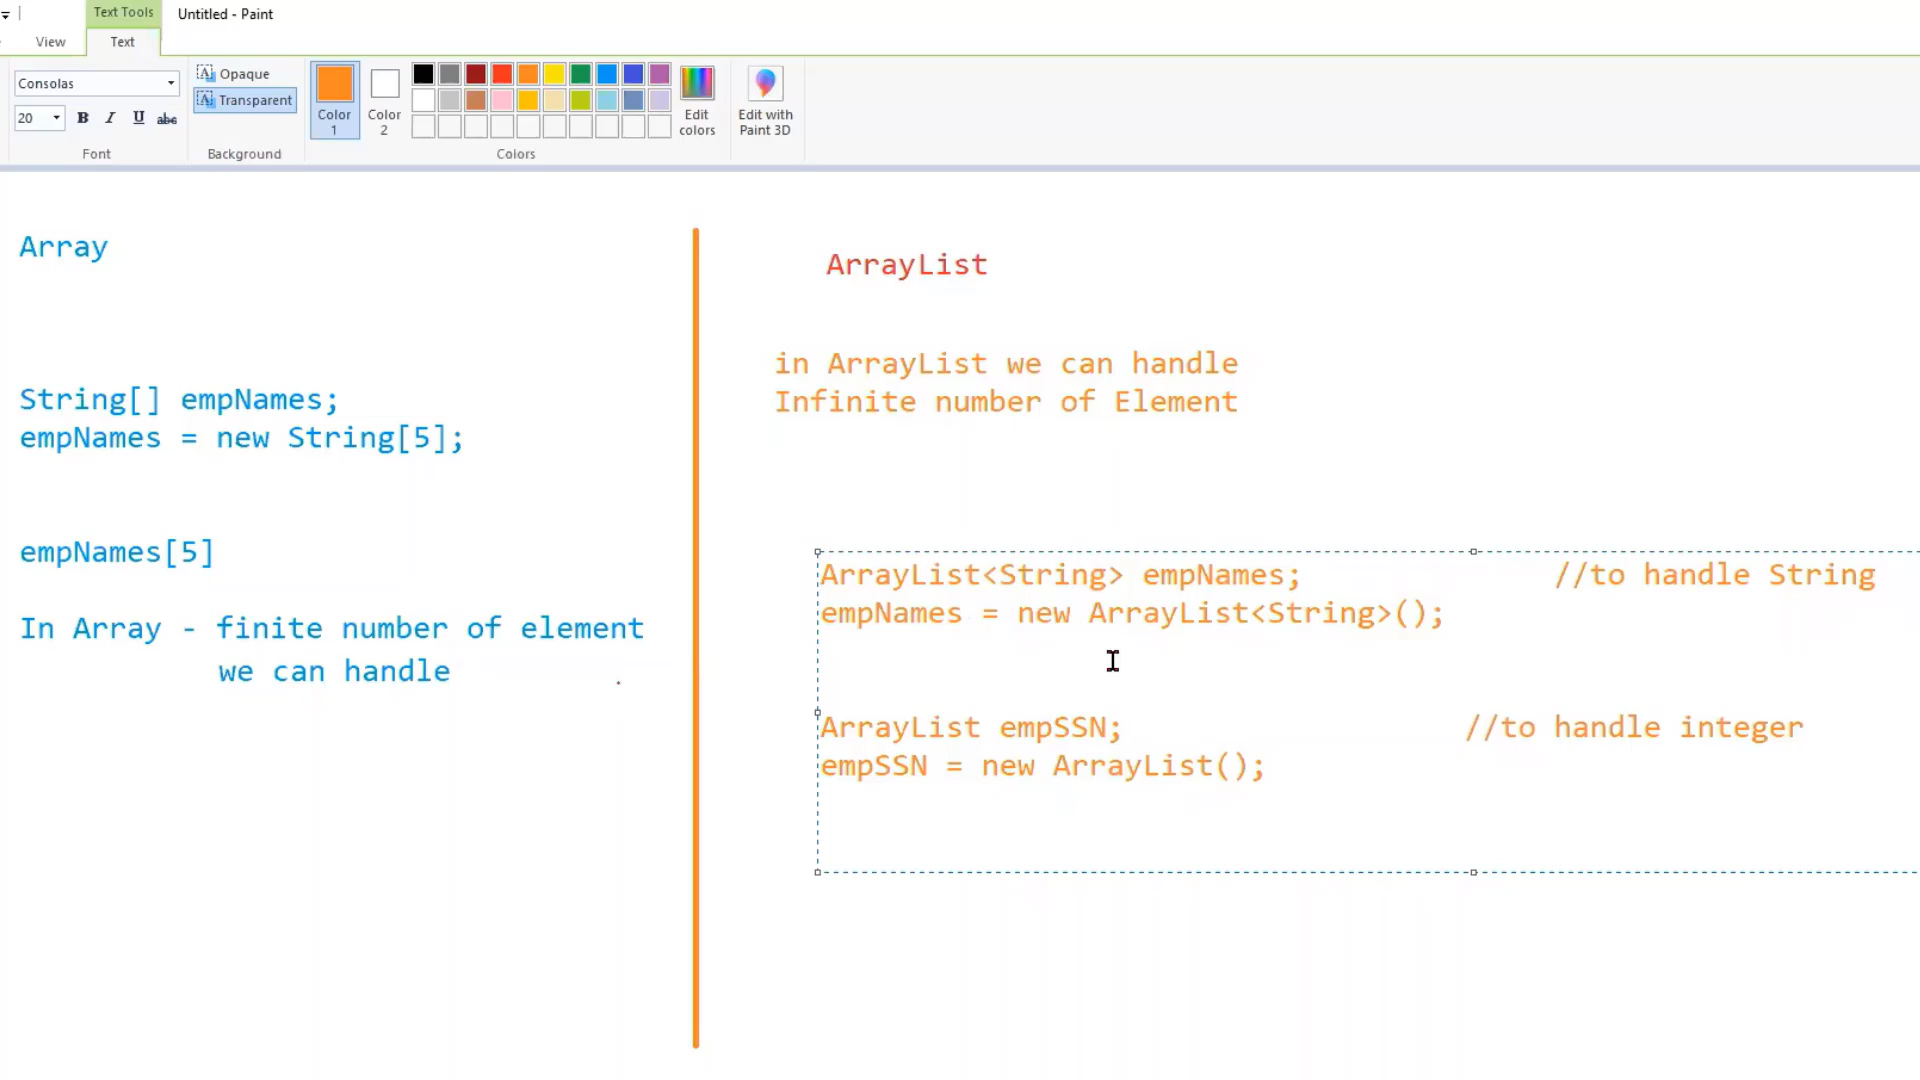 Text Tools
Untitled - Paint
View
Text
Consolas
Opaque
20
B I U abc
Transparent
Color 1
Color 2
Edit colors
Edit with Paint 3D
Font
Background
Colors
Array
String[] empNames;
empNames = new String[5];
empNames[5]
In Array - finite number of element
we can handle
ArrayList
in ArrayList we can handle
Infinite number of Element
ArrayList<String> empNames; //to handle String
empNames = new ArrayList<String>();
ArrayList empSSN; //to handle integer
empSSN = new ArrayList();